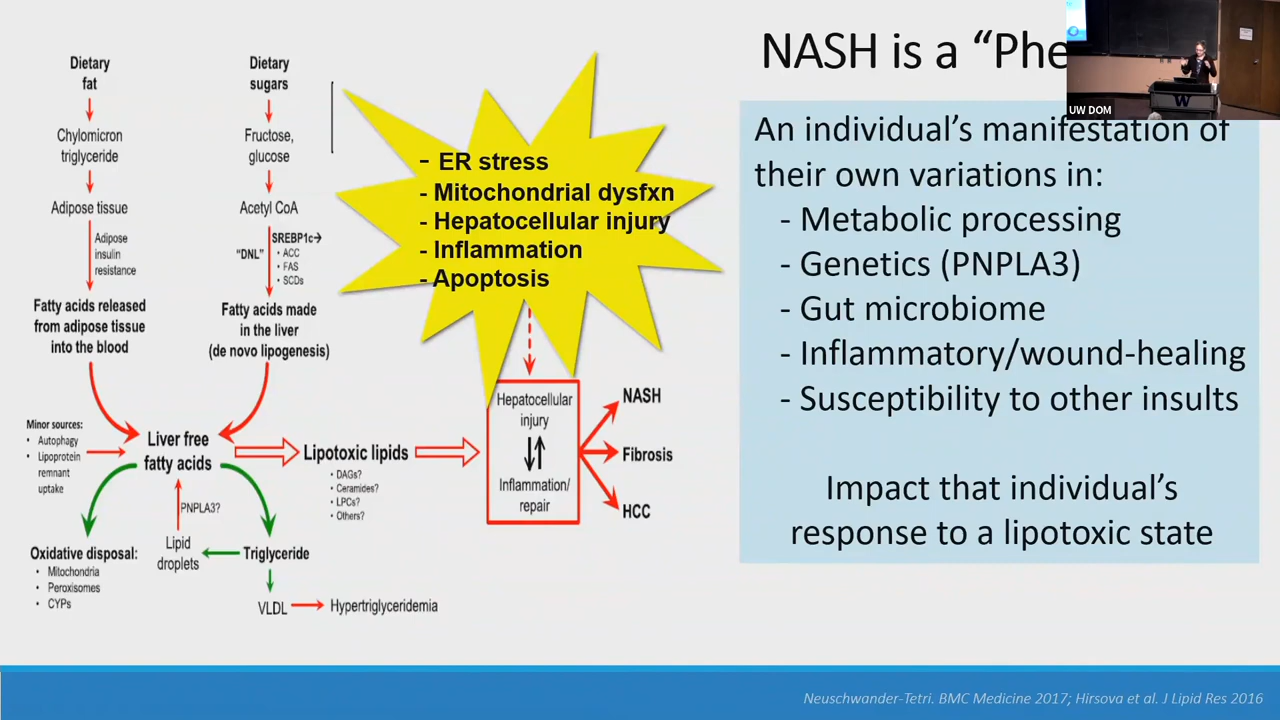 NASH is a “Phe
UW DOM
W
Dietary
fat
Chylomicron
triglyceride
Adipose tissue
Adipose
insulin
resistance
Fatty acids released
from adipose tissue
into the blood
Dietary
sugars
Fructose,
glucose
Acetyl CoA
“DNL”
SREBP1c→
• ACC
• FAS
• SCDs
Fatty acids made
in the liver
(de novo lipogenesis)
- ER stress
- Mitochondrial dysfxn
- Hepatocellular injury
- Inflammation
- Apoptosis
Minor sources:
• Autophagy
• Lipoprotein
remnant
uptake
Liver free
fatty acids
Lipotoxic lipids
• DAGs?
• Ceramides?
• LPCs?
• Others?
Hepatocellular
injury
Inflammation/
repair
NASH
Fibrosis
HCC
PNPLA3?
Oxidative disposal:
• Mitochondria
• Peroxisomes
• CYPs
Lipid
droplets
Triglyceride
VLDL
Hypertriglyceridemia
An individual’s manifestation of
their own variations in:
- Metabolic processing
- Genetics (PNPLA3)
- Gut microbiome
- Inflammatory/wound-healing
- Susceptibility to other insults
Impact that individual’s
response to a lipotoxic state
Neuschwander-Tetri. BMC Medicine 2017; Hirsova et al. J Lipid Res 2016